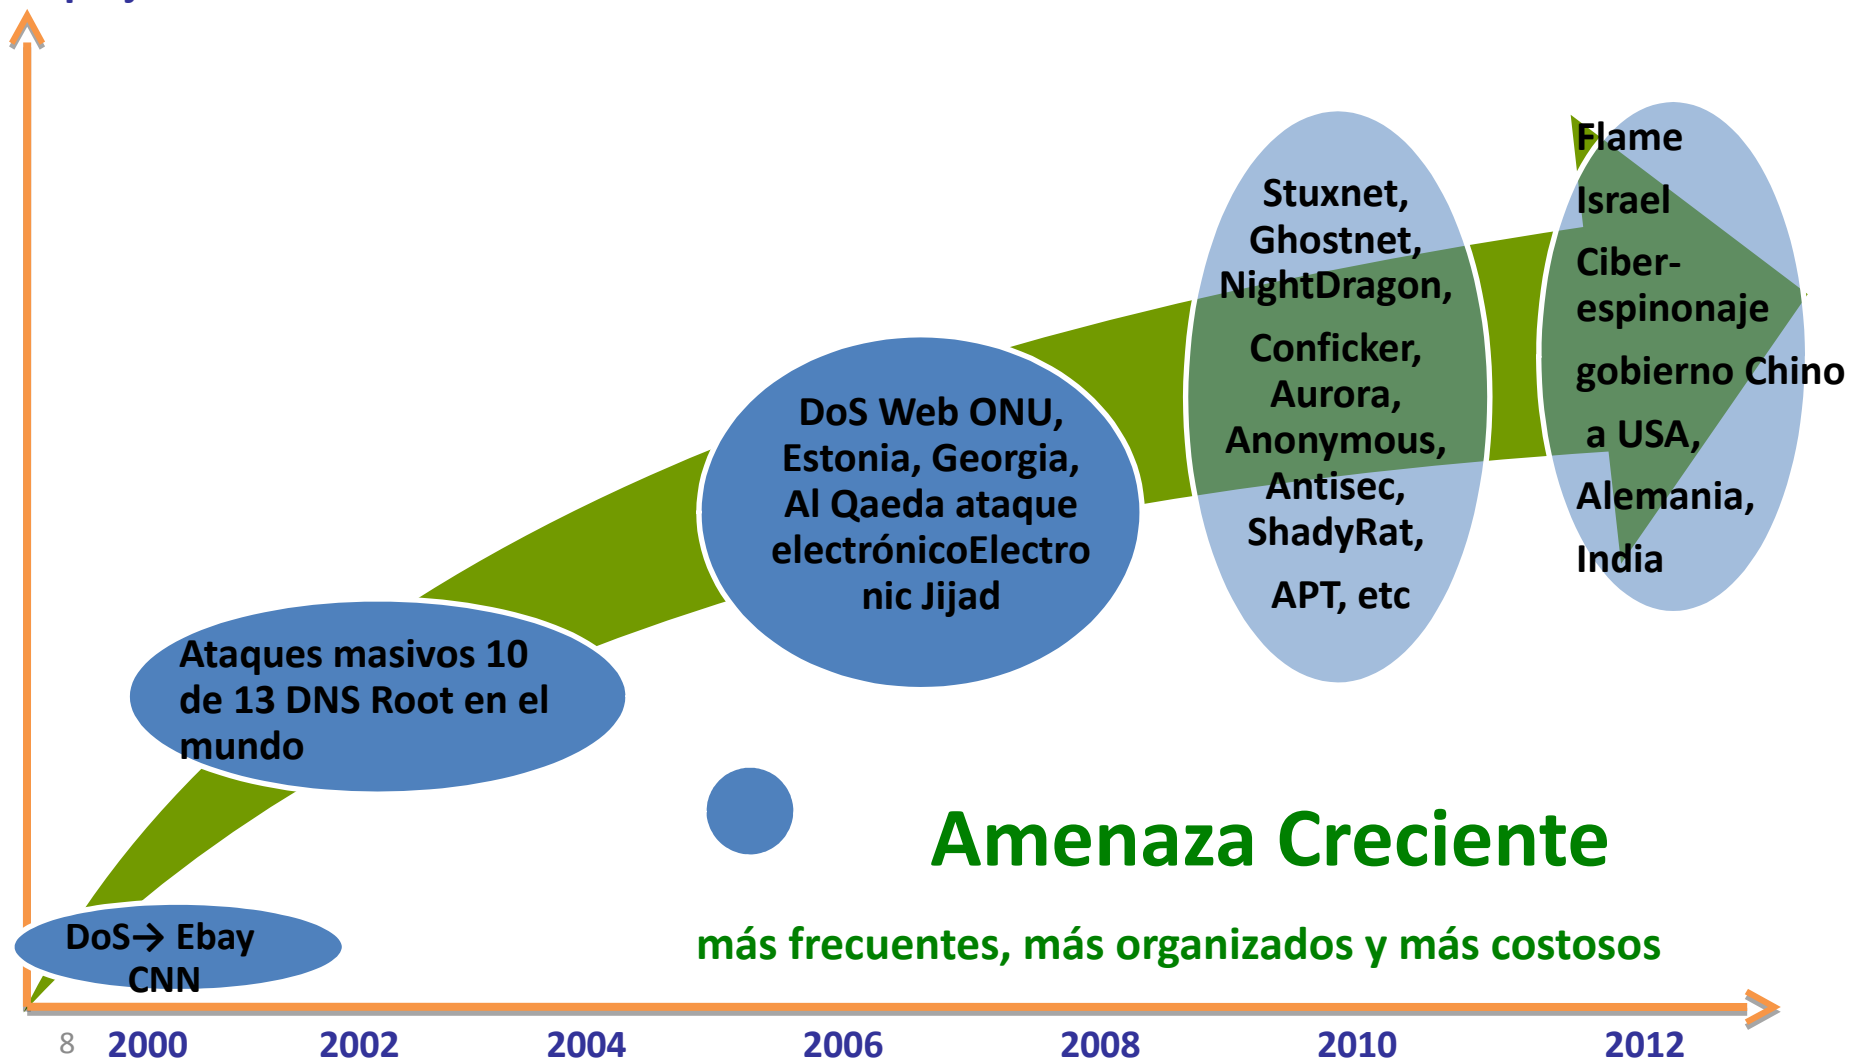 Flame
Israel
Ciber-
espinonaje
gobierno Chino
a USA,
Alemania,
India
Stuxnet,
Ghostnet,
NightDragon,
Conficker,
Aurora,
Anonymous,
Antisec,
ShadyRat,
APT, etc
DoS Web ONU,
Estonia, Georgia,
Al Qaeda ataque
electrónicoElectro
nic Jijad
Ataques masivos 10
de 13 DNS Root en el
mundo
DoS→ Ebay
CNN
Amenaza Creciente
más frecuentes, más organizados y más costosos
8
2000 2002 2004 2006 2008 2010 2012